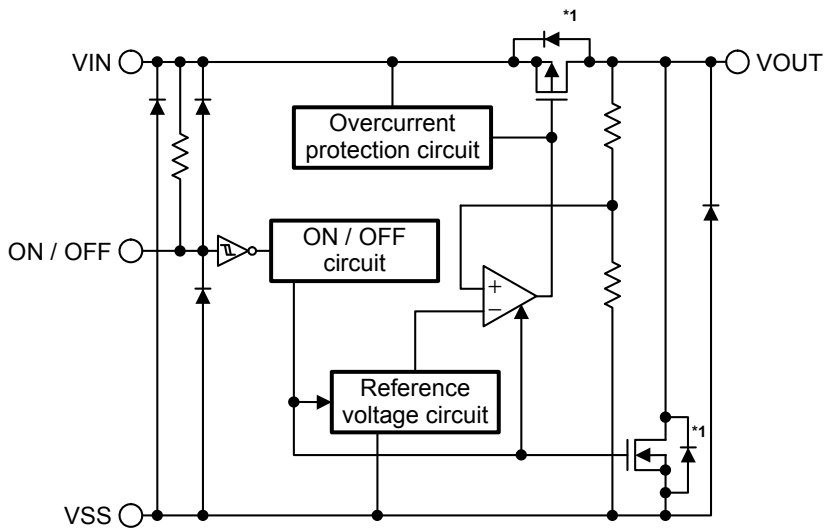 *1
VIN
VOUT
Overcurrent
protection circuit
ON / OFF
ON / OFF
circuit
+
−
Reference
voltage circuit
*1
VSS